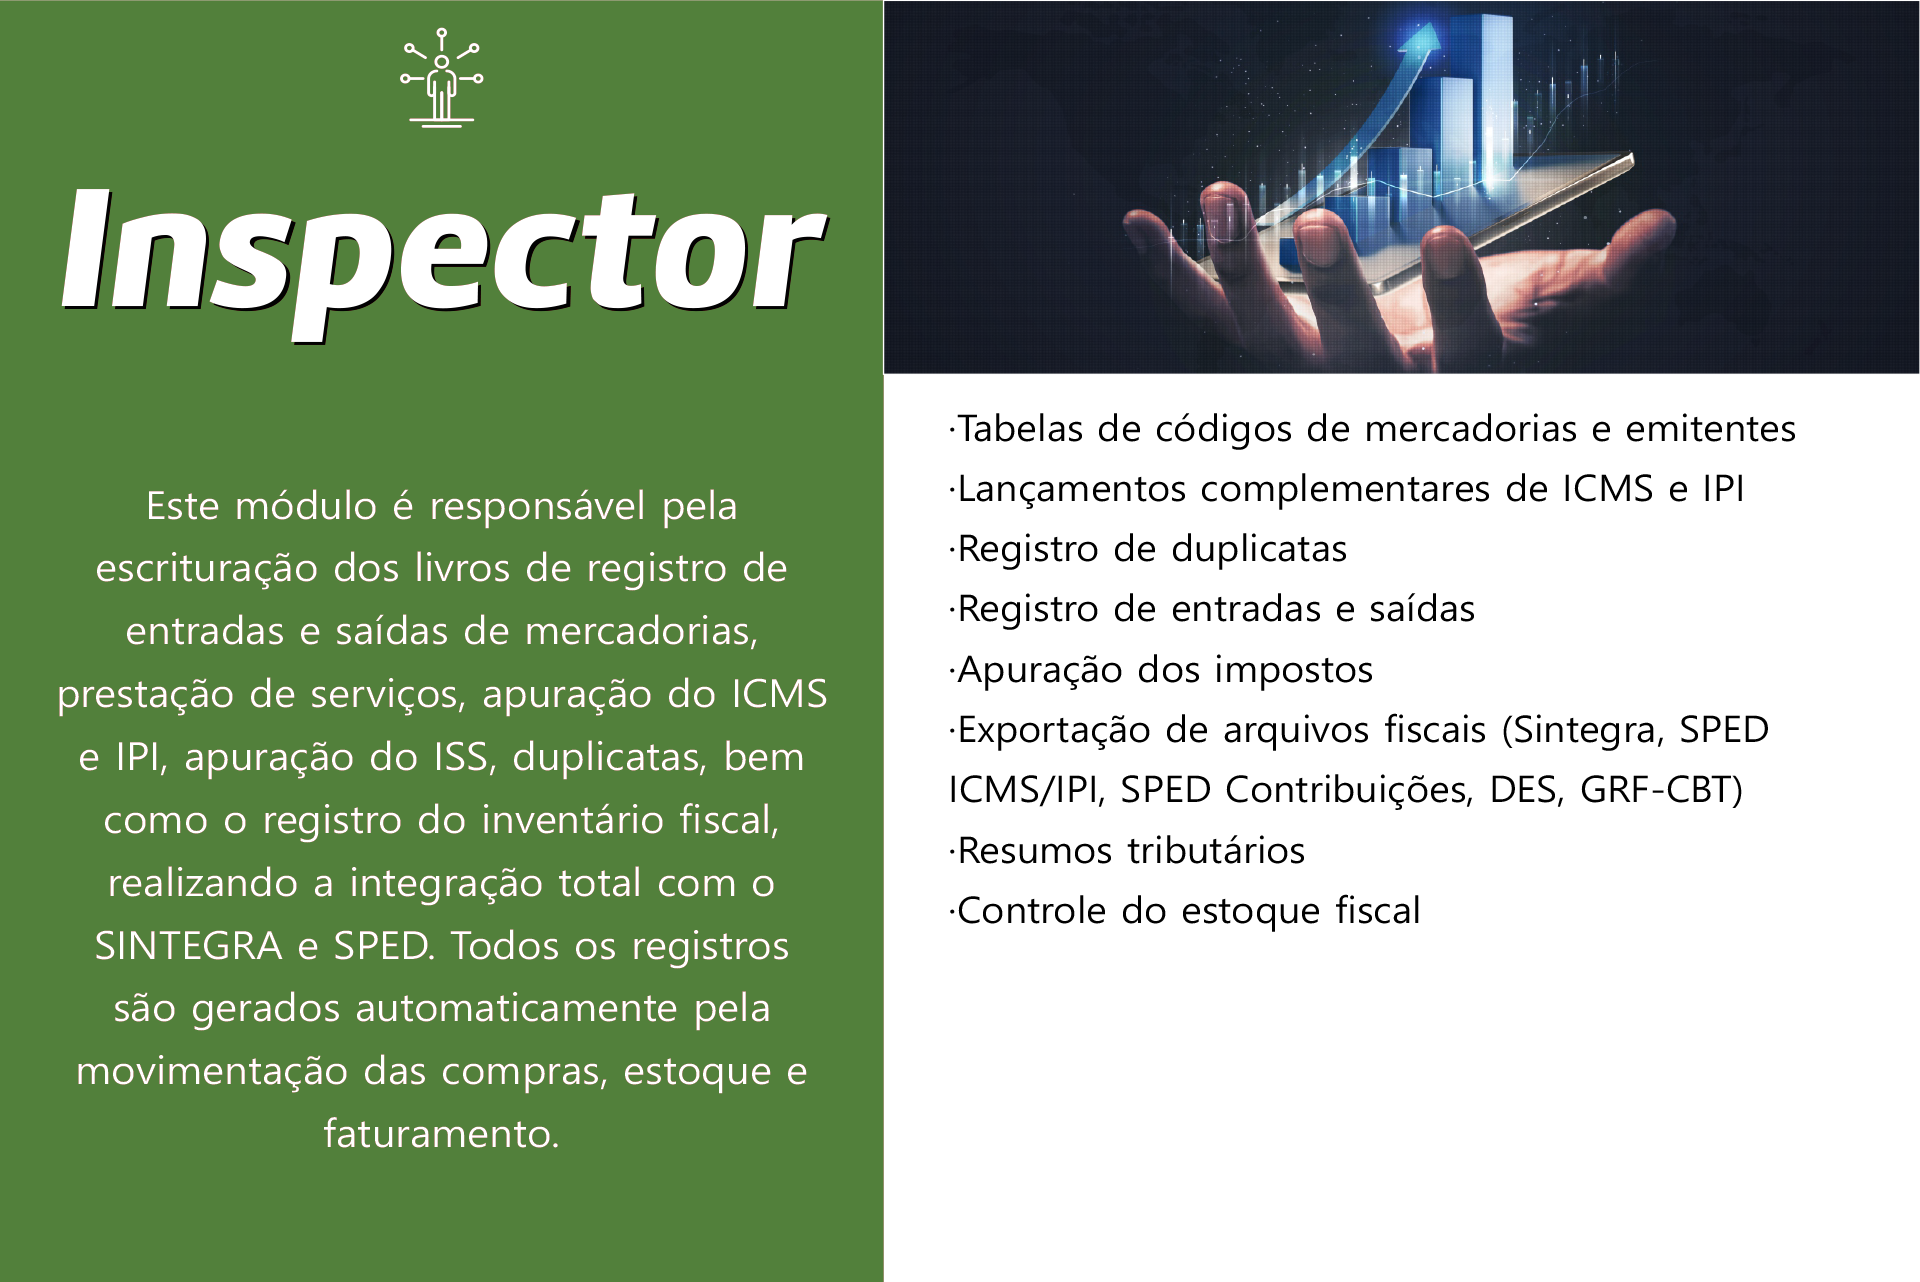 Inspector
Este módulo é responsável pela
escrituração dos livros de registro de
entradas e saídas de mercadorias,
prestação de serviços, apuração do ICMS
e IPI, apuração do ISS, duplicatas, bem
como o registro do inventário fiscal,
realizando a integração total com o
SINTEGRA e SPED. Todos os registros
são gerados automaticamente pela
movimentação das compras, estoque e
faturamento.
·Tabelas de códigos de mercadorias e emitentes
·Lançamentos complementares de ICMS e IPI
·Registro de duplicatas
·Registro de entradas e saídas
·Apuração dos impostos
·Exportação de arquivos fiscais (Sintegra, SPED
ICMS/IPI, SPED Contribuições, DES, GRF-CBT)
·Resumos tributários
·Controle do estoque fiscal